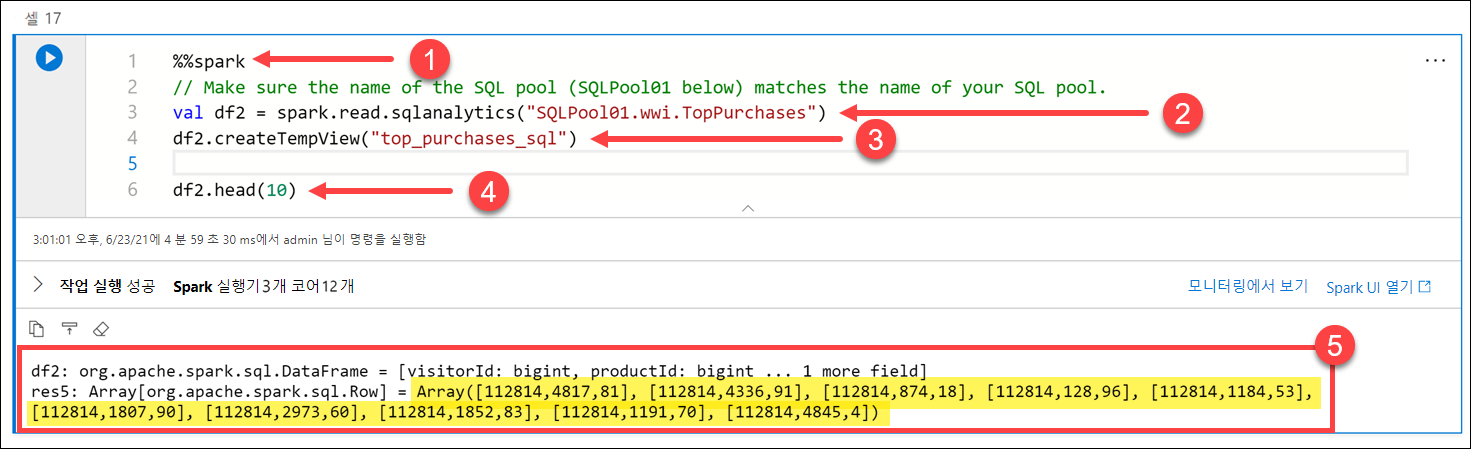 셀 17
1 %%spark
1
2 // Make sure the name of the SQL pool (SQLPool01 below) matches the name of your SQL pool.
3 val df2 = spark.read.sqlanalytics("SQLPool01.wwi.TopPurchases")
2
4 df2.createTempView("top_purchases_sql")
3
5
6 df2.head(10)
4
3:01:01 오후, 6/23/21에 4 분 59 초 30 ms에서 admin 님이 명령을 실행함
작업 실행 성공 Spark 실행기3개 코어12개 모니터링에서 보기 Spark UI 열기
5
df2: org.apache.spark.sql.DataFrame = [visitorId: bigint, productId: bigint ... 1 more field]
res5: Array[org.apache.spark.sql.Row] = Array([112814,4817,81], [112814,4336,91], [112814,874,18], [112814,128,96], [112814,1184,53],
[112814,1807,90], [112814,2973,60], [112814,1852,83], [112814,1191,70], [112814,4845,4])